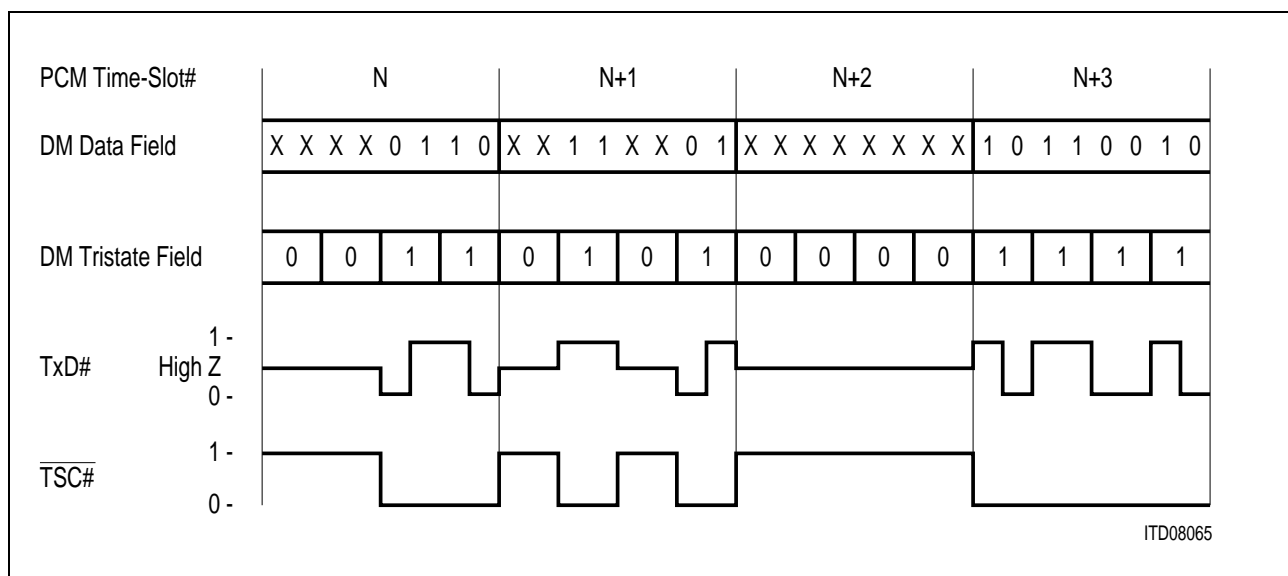 PCM Time-Slot# N N+1 N+2 N+3
DM Data Field X X X X 0 1 1 0 X X 1 1 X X 0 1 X X X X X X X X 1 0 1 1 0 0 1 0
DM Tristate Field 0 0 1 1 0 1 0 1 0 0 0 0 1 1 1 1
1 -
TxD# High Z
0 -
1 -
TSC#
0 -
ITD08065